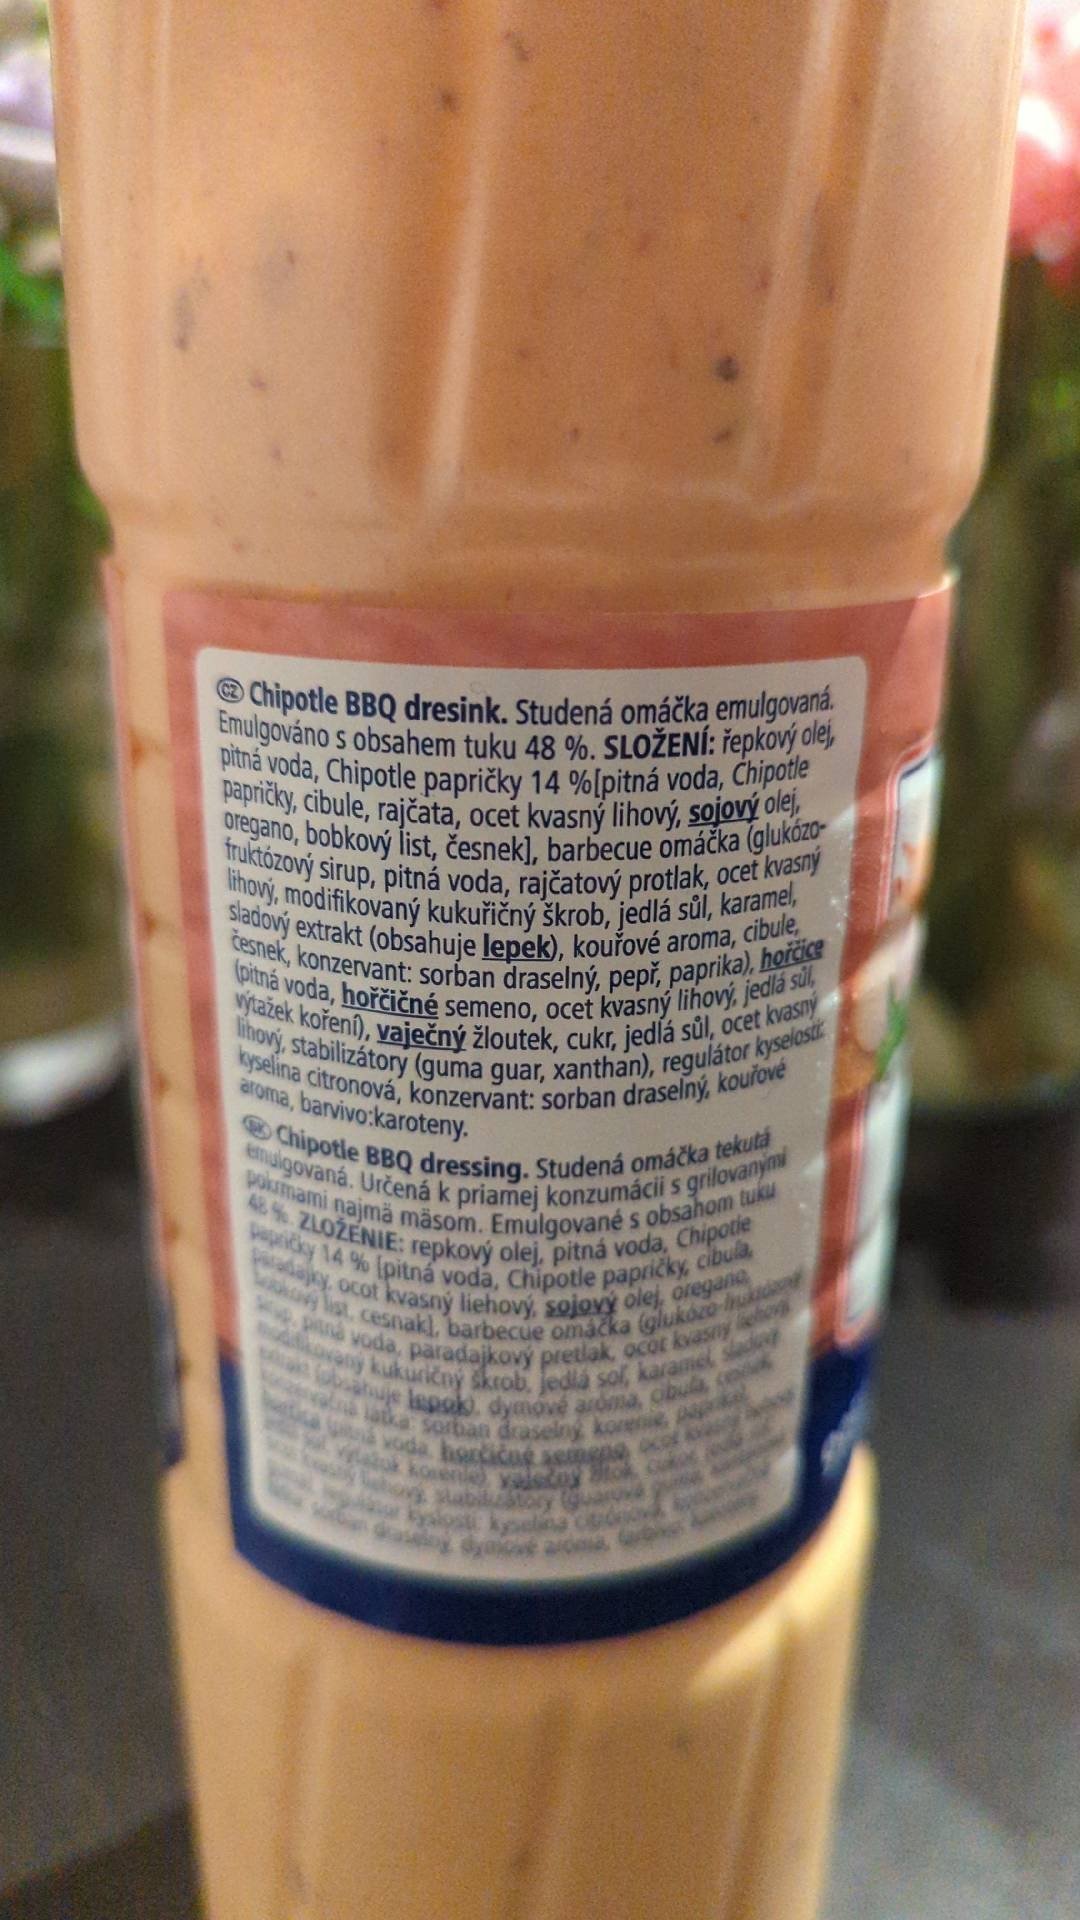 CZ Chipotle BBQ dresink. Studená omáčka emulgovaná.
Emulgováno s obsahem tuku 48 %. SLOŽENÍ: řepkový olej,
pitná voda, Chipotle papričky 14 %[pitná voda, Chipotle
papričky, cibule, rajčata, ocet kvasný lihový, sojový olej,
oregano, bobkový list, česnek], barbecue omáčka (glukózo-
fruktózový sirup, pitná voda, rajčatový protlak, ocet kvasný
lihový, modifikovaný kukuřičný škrob, jedlá sůl, karamel,
sladový extrakt (obsahuje lepek), kouřové aroma, cibule,
česnek, konzervant: sorban draselný, pepř, paprika), hořčice
(pitná voda, hořčičné semeno, ocet kvasný lihový, jedlá sůl,
výtažek koření), vaječný žloutek, cukr, jedlá sůl, ocet kvasný
lihový, stabilizátory (guma guar, xanthan), regulátor kyselosti:
kyselina citronová, konzervant: sorban draselný, kouřové
aroma, barvivo:karoteny.
SK Chipotle BBQ dressing. Studená omáčka tekutá
emulgovaná. Určená k priamej konzumácii s grilovanými
pokrmami najmä mäsom. Emulgované s obsahom tuku
48 %. ZLOŽENIE: repkový olej, pitná voda, Chipotle
papričky 14 % [pitná voda, Chipotle papričky, cibuľa,
paradajky, ocot kvasný liehový, sojový olej, oregano,
bobkový list, cesnak], barbecue omáčka (glukózo-fruktózový
sirup, pitná voda, paradajkový pretlak, ocot kvasný liehový,
modifikovaný kukuričný škrob, jedlá soľ, karamel, sladový
extrakt (obsahuje lepok), dymové aróma, cibuľa, cesnak,
konzervačná látka: sorban draselný, korenie, paprika),
pitná voda, horčičné semeno, ocot kvasný
výťažok korenia), vaječný žĺtok, cukor, jedlá
stabilizátory
kyslosti: kyselina citrónová,
sorban draselný, dymové aróma,